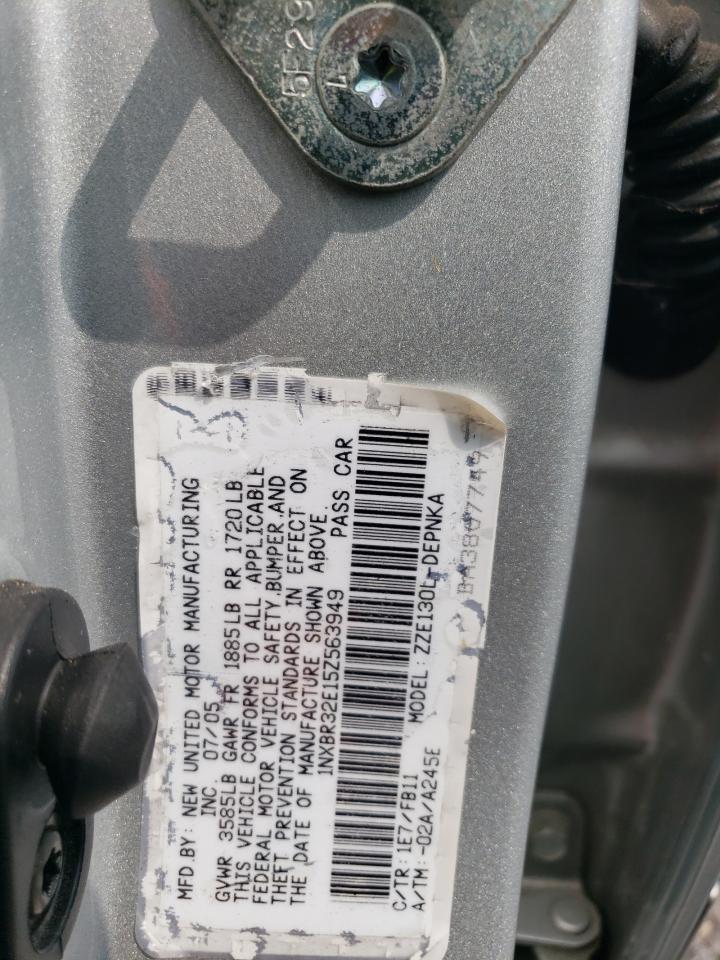 5F29
4
MFD.BY: NEW UNITED MOTOR MANUFACTURING
INC. 07/05
GVWR 3585LB GAWR FR 1885LB RR 1720LB
THIS VEHICLE CONFORMS TO ALL APPLICABLE
FEDERAL MOTOR VEHICLE SAFETY,BUMPER,AND
THEFT PREVENTION STANDARDS IN EFFECT ON
THE DATE OF MANUFACTURE SHOWN ABOVE.
1NXBR32E15Z563949 PASS CAR
C/TR: 1E7/FB11 MODEL: ZZE130L-DEPNKA
A/TM: -02A/A245E